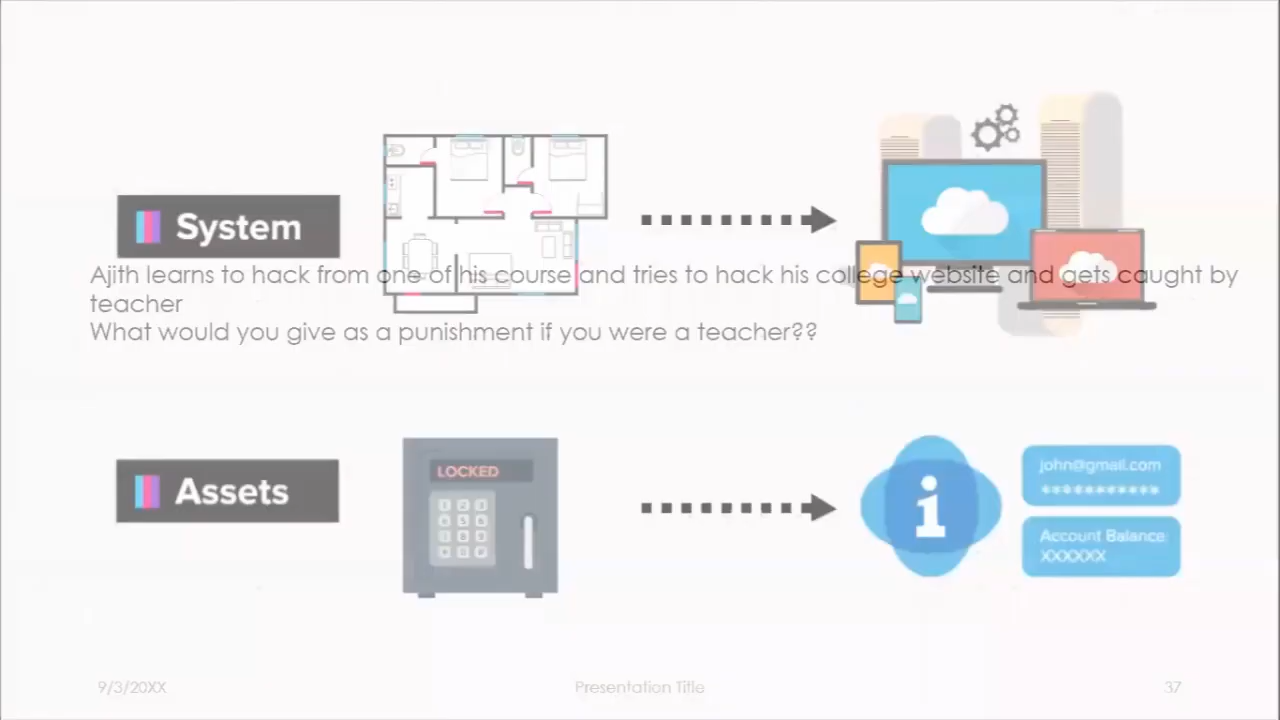 System
Ajith learns to hack from one of his course and tries to hack his college website and gets caught by
teacher
What would you give as a punishment if you were a teacher??
Assets
LOCKED
john@gmail.com
***********
Account Balance
XXXXXX
9/3/20XX
Presentation Title
37